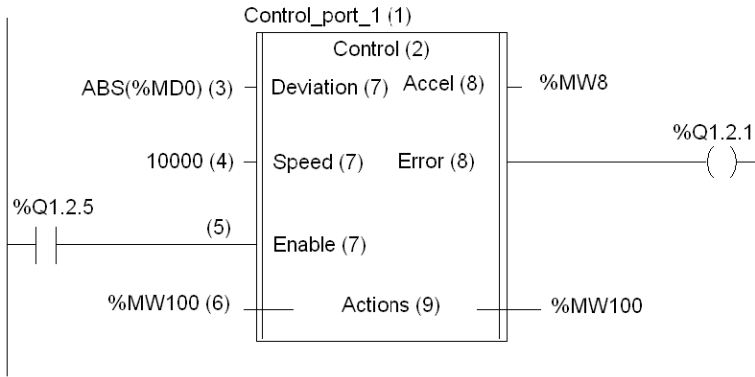 Control_port_1 (1)
Control (2)
ABS(%MD0) (3) Deviation (7) Accel (8) %MW8
%Q1.2.1
10000 (4) Speed (7) Error (8)
%Q1.2.5
(5) Enable (7)
%MW100 (6) Actions (9) %MW100